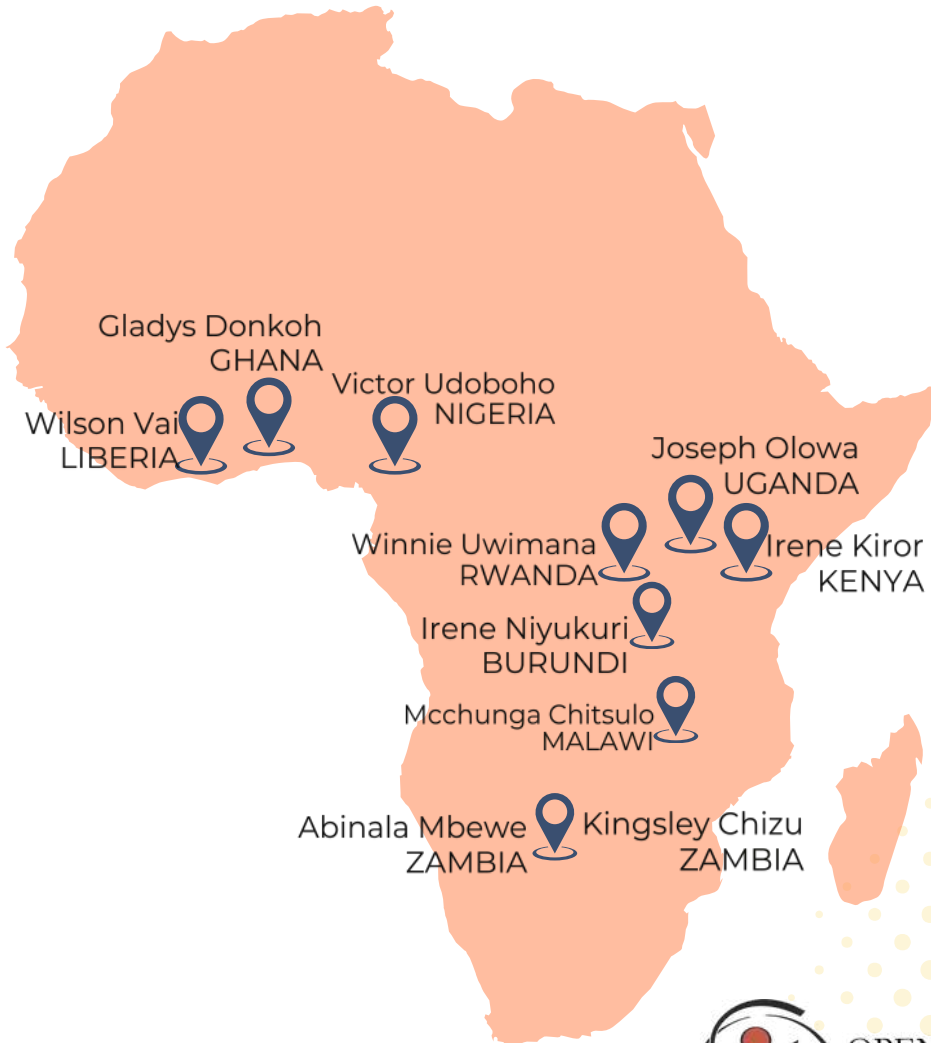 Gladys Donkoh
GHANA
Victor Udoboho
NIGERIA
Wilson Vai
LIBERIA
Joseph Olowa
UGANDA
Winnie Uwimana
RWANDA
Irene Kiror
KENYA
Irene Niyukuri
BURUNDI
Mcchunga Chitsulo
MALAWI
Abinala Mbewe
ZAMBIA
Kingsley Chizu
ZAMBIA